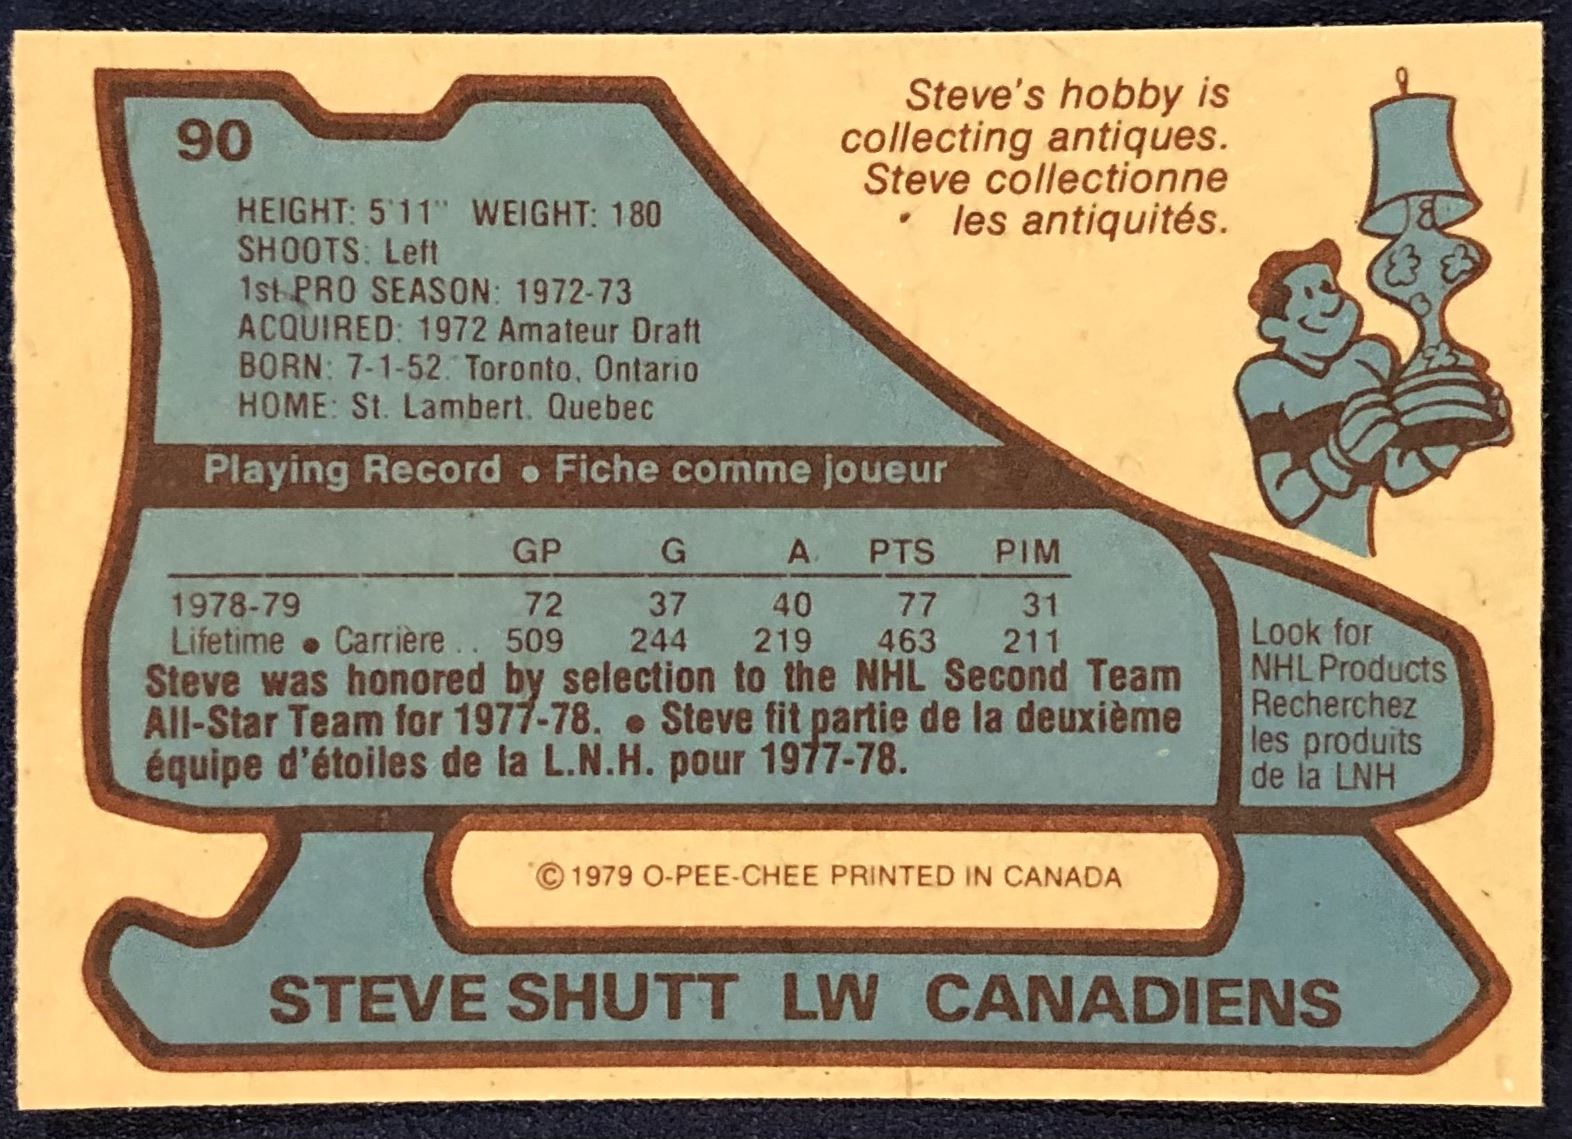 90
Steve's hobby is
collecting antiques.
Steve collectionne
les antiquités.
HEIGHT: 5'11" WEIGHT: 180
SHOOTS: Left
1st PRO SEASON: 1972-73
ACQUIRED: 1972 Amateur Draft
BORN: 7-1-52. Toronto, Ontario
HOME: St. Lambert, Quebec
Playing Record • Fiche comme joueur
GP G A PTS PIM
1978-79 72 37 40 77 31
Lifetime • Carrière .. 509 244 219 463 211
Steve was honored by selection to the NHL Second Team
All-Star Team for 1977-78. • Steve fit partie de la deuxième
équipe d'étoiles de la L.N.H. pour 1977-78.
Look for
NHL Products
Recherchez
les produits
de la LNH
© 1979 O-PEE-CHEE PRINTED IN CANADA
STEVE SHUTT LW CANADIENS